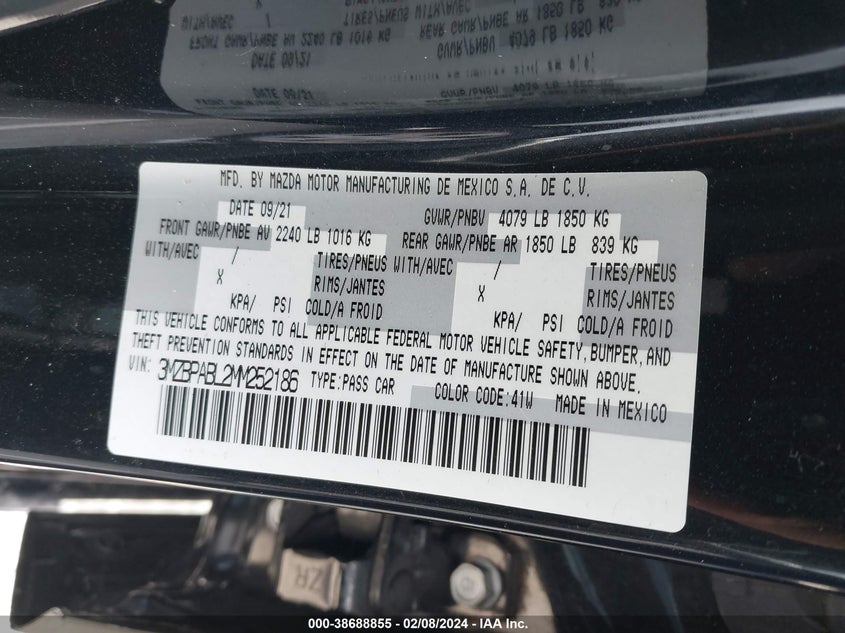 MFD. BY MAZDA MOTOR MANUFACTURING DE MEXICO S.A. DE C.V.
DATE 09/21 GVWR/PNBV 4079 LB 1850 KG
FRONT GAWR/PNBE AV 2240 LB 1016 KG REAR GAWR/PNBE AR 1850 LB 839 KG
WITH/AVEC / TIRES/PNEUS WITH/AVEC / TIRES/PNEUS
X RIMS/JANTES X RIMS/JANTES
KPA/ PSI COLD/A FROID KPA/ PSI COLD/A FROID
THIS VEHICLE CONFORMS TO ALL APPLICABLE FEDERAL MOTOR VEHICLE SAFETY, BUMPER, AND
THEFT PREVENTION STANDARDS IN EFFECT ON THE DATE OF MANUFACTURE SHOWN ABOVE.
VIN: 3MZBPABL2MM252186 TYPE:PASS CAR COLOR CODE:41W MADE IN MEXICO
ZR
000-38688855 - 02/08/2024 - IAA Inc.